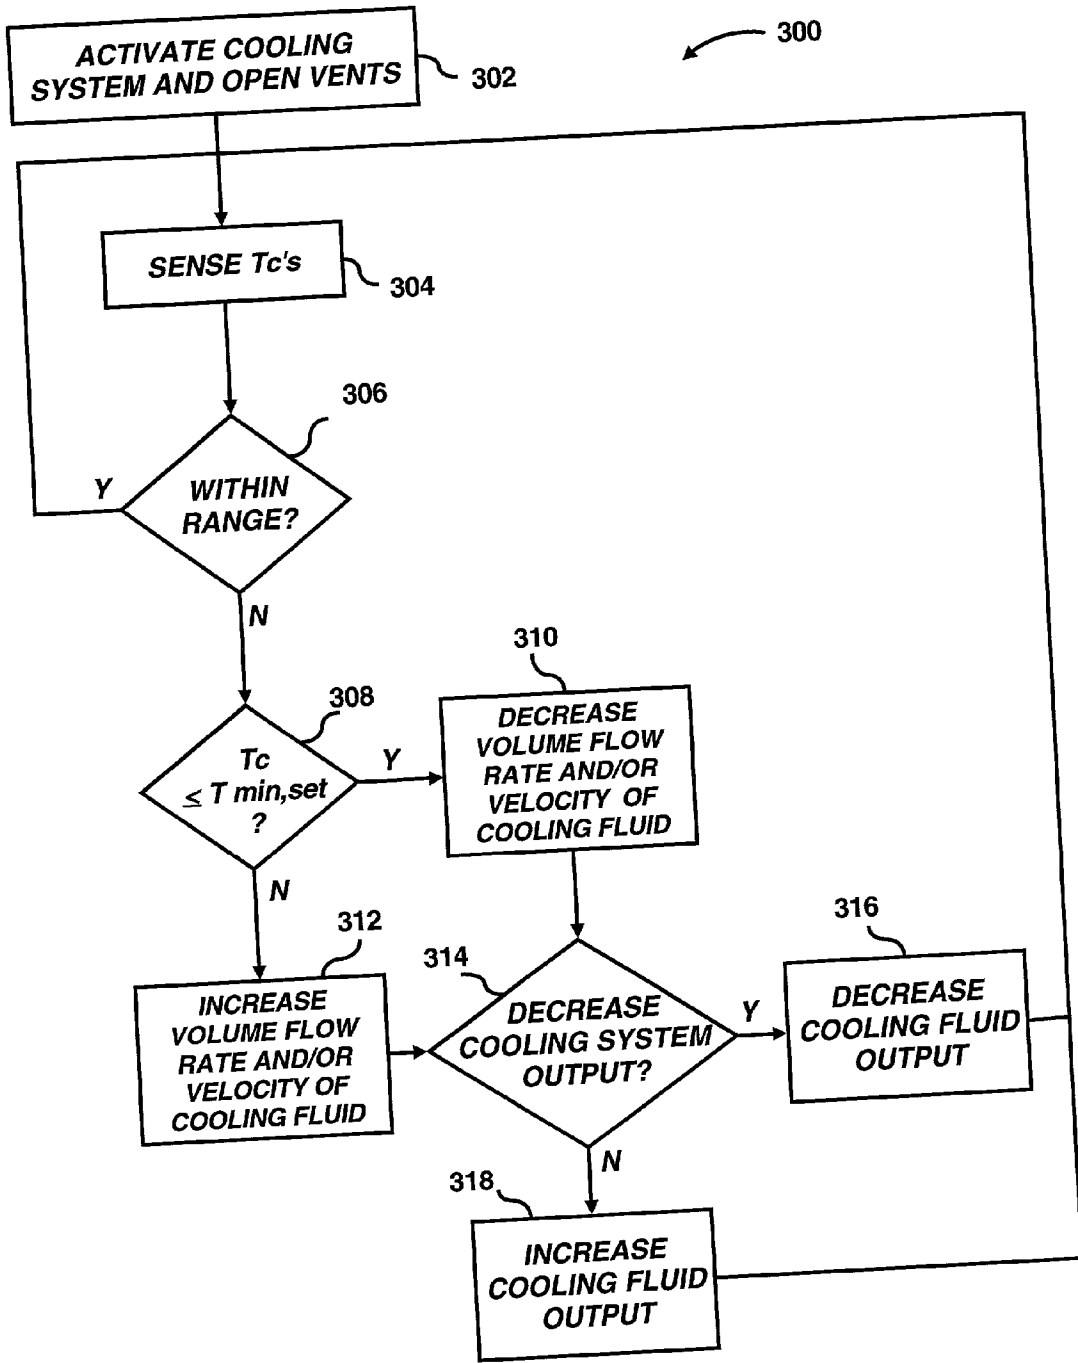 300
ACTIVATE COOLING
SYSTEM AND OPEN VENTS
302
SENSE Tc's
304
306
WITHIN
RANGE?
Y
N
308
Tc
≤ T min,set
?
Y
N
310
DECREASE
VOLUME FLOW
RATE AND/OR
VELOCITY OF
COOLING FLUID
312
INCREASE
VOLUME FLOW
RATE AND/OR
VELOCITY OF
COOLING FLUID
314
DECREASE
COOLING SYSTEM
OUTPUT?
Y
N
316
DECREASE
COOLING FLUID
OUTPUT
318
INCREASE
COOLING FLUID
OUTPUT